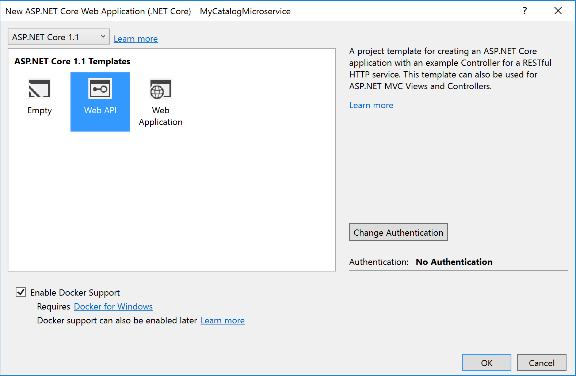 New ASP.NET Core Web Application (.NET Core) MyCatalogMicroservice
?
ASP.NET Core 1.1
Learn more
ASP.NET Core 1.1 Templates
Empty
Web API
Web
Application
A project template for creating an ASP.NET Core
application with an example Controller for a RESTful
HTTP service. This template can also be used for
ASP.NET MVC Views and Controllers.
Learn more
Change Authentication
Authentication: No Authentication
Enable Docker Support
Requires Docker for Windows
Docker support can also be enabled later Learn more
OK
Cancel